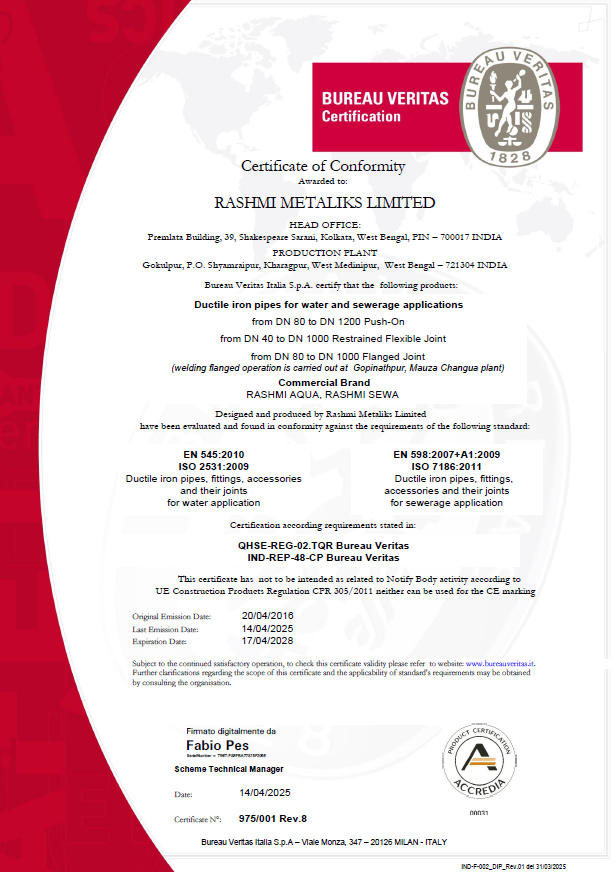 BUREAU VERITAS
Certification
BUREAU VERITAS
1828
Certificate of Conformity
Awarded to:
RASHMI METALIKS LIMITED
HEAD OFFICE:
Premlata Building, 39, Shakespeare Sarani, Kolkata, West Bengal, PIN – 700017 INDIA
PRODUCTION PLANT
Gokulpur, P.O. Shyamraipur, Kharagpur, West Medinipur, West Bengal – 721304 INDIA
Bureau Veritas Italia S.p.A. certify that the following products:
Ductile iron pipes for water and sewerage applications
from DN 80 to DN 1200 Push-On
from DN 40 to DN 1000 Restrained Flexible Joint
from DN 80 to DN 1000 Flanged Joint
(welding flanged operation is carried out at Gopinathpur, Mauza Changua plant)
Commercial Brand
RASHMI AQUA, RASHMI SEWA
Designed and produced by Rashmi Metaliks Limited
have been evaluated and found in conformity against the requirements of the following standard:
EN 545:2010
ISO 2531:2009
Ductile iron pipes, fittings, accessories
and their joints
for water application
EN 598:2007+A1:2009
ISO 7186:2011
Ductile iron pipes, fittings,
accessories and their joints
for sewerage application
Certification according requirements stated in:
QHSE-REG-02.TQR Bureau Veritas
IND-REP-48-CP Bureau Veritas
This certificate has not to be intended as related to Notify Body activity according to
UE Construction Products Regulation CPR 305/2011 neither can be used for the CE marking
Original Emission Date: 20/04/2016
Last Emission Date: 14/04/2025
Expiration Date: 17/04/2028
Subject to the continued satisfactory operation, to check this certificate validity please refer to website: www.bureauveritas.it.
Further clarifications regarding the scope of this certificate and the applicability of standard's requirements may be obtained
by consulting the organisation.
Firmato digitalmente da
Fabio Pes
Scheme Technical Manager
Date: 14/04/2025
Certificate N°: 975/001 Rev.8
PRODUCT CERTIFICATION
ACCREDIA
00031
Bureau Veritas Italia S.p.A – Viale Monza, 347 – 20126 MILAN - ITALY
IND-F-002_DIP_Rev.01 del 31/03/2025